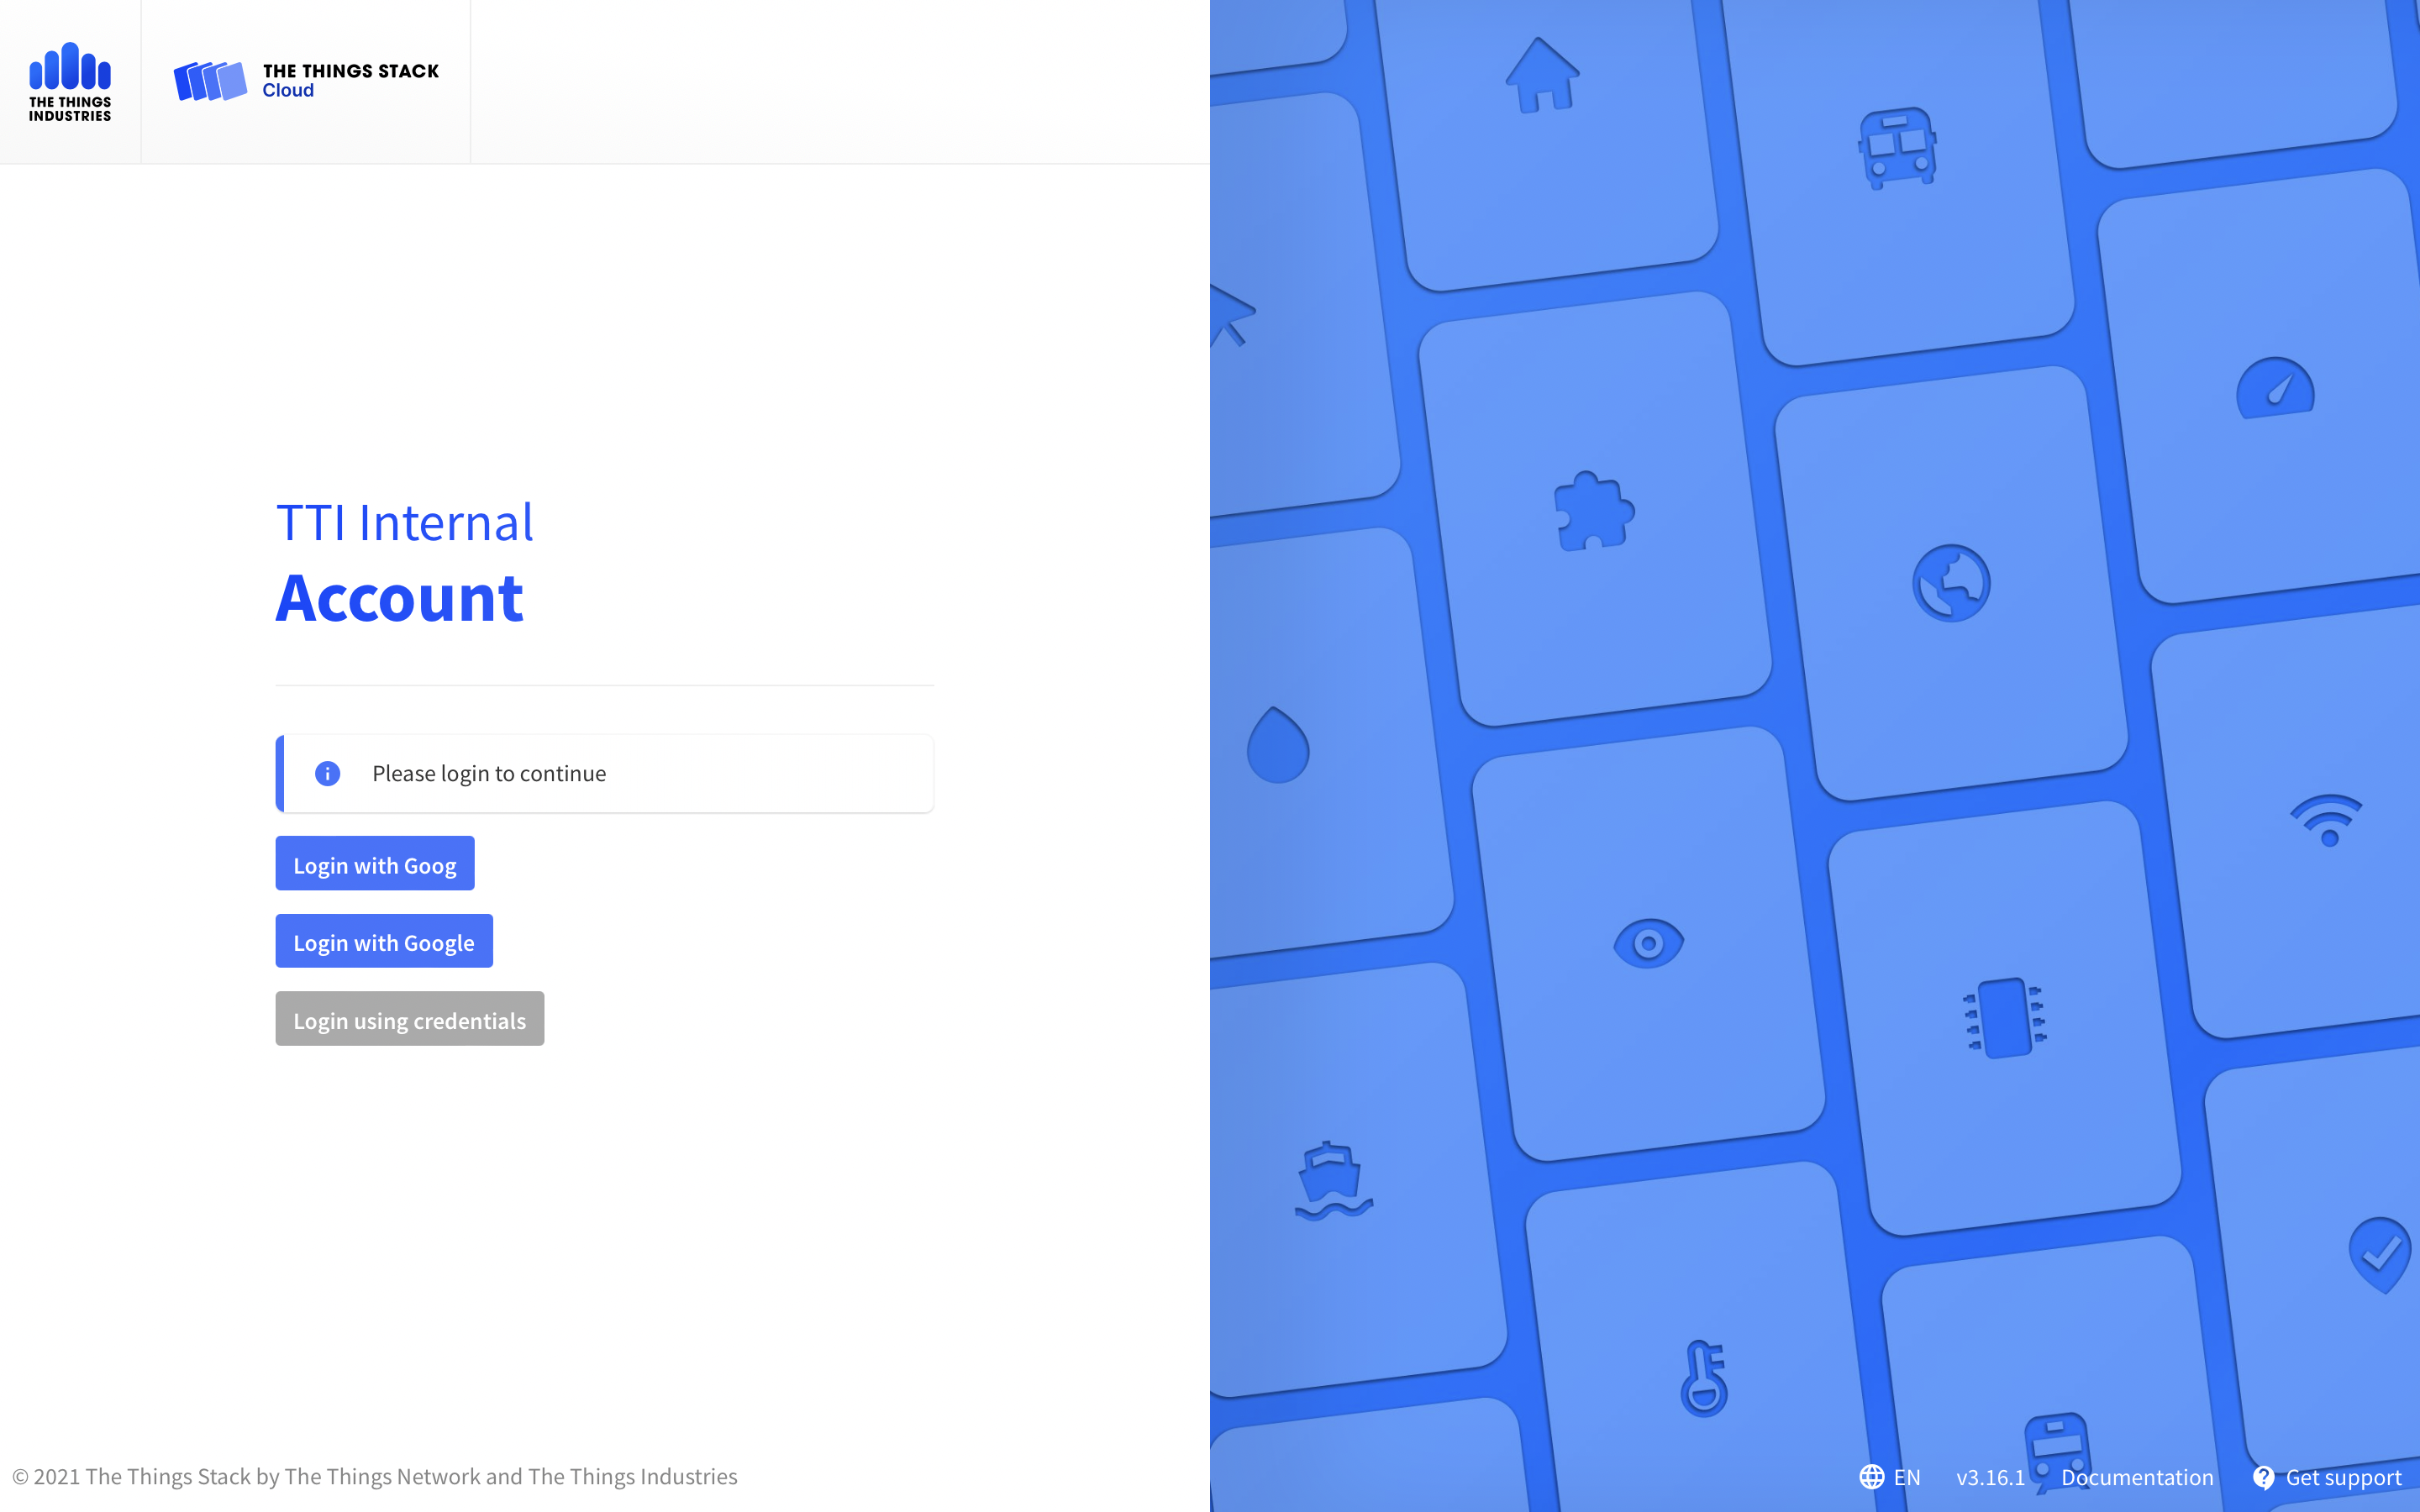 THE THINGS
INDUSTRIES
THE THINGS STACK
Cloud
TTI Internal
Account
Please login to continue
Login with Goog
Login with Google
Login using credentials
© 2021 The Things Stack by The Things Network and The Things Industries
EN
v3.16.1
Documentation
Get support